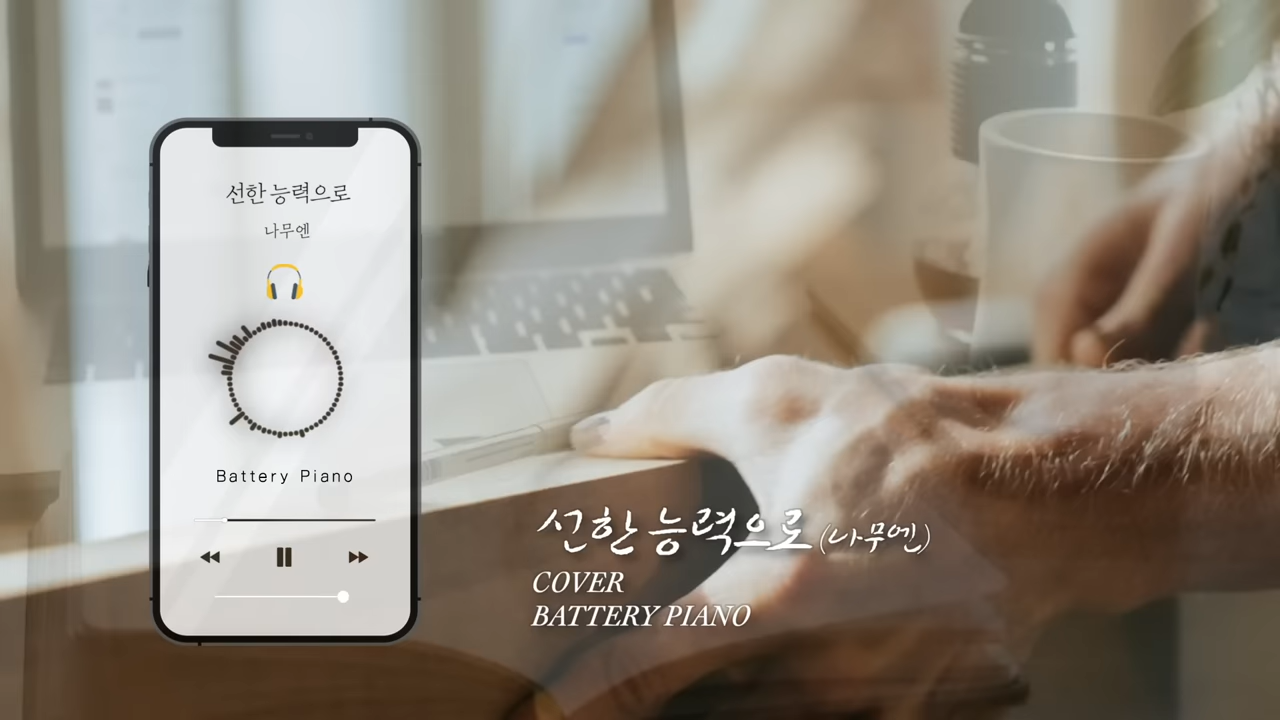 선한 능력으로
나무엔
Battery Piano
선한 능력으로 (나무엔)
COVER
BATTERY PIANO